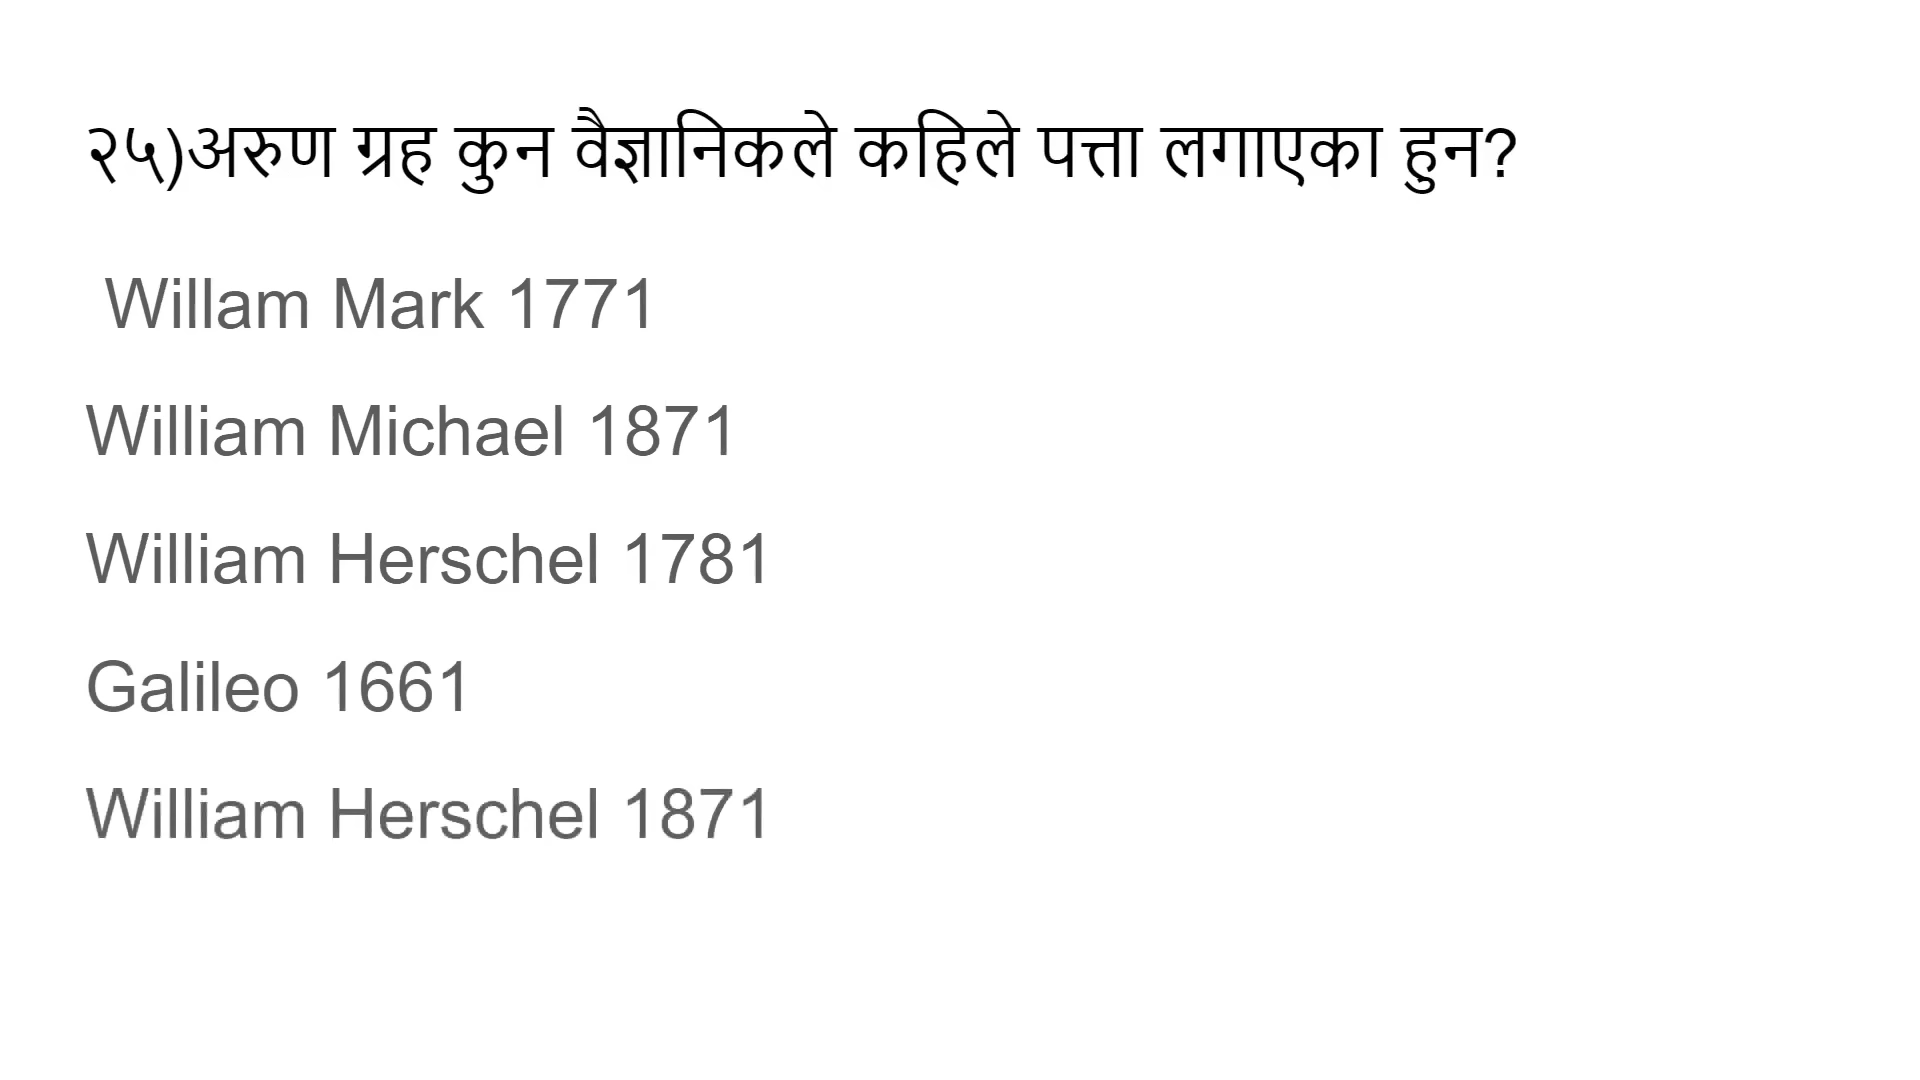 २५)अरुण ग्रह कुन वैज्ञानिकले कहिले पत्ता लगाएका हुन?
Willam Mark 1771
William Michael 1871
William Herschel 1781
Galileo 1661
William Herschel 1871